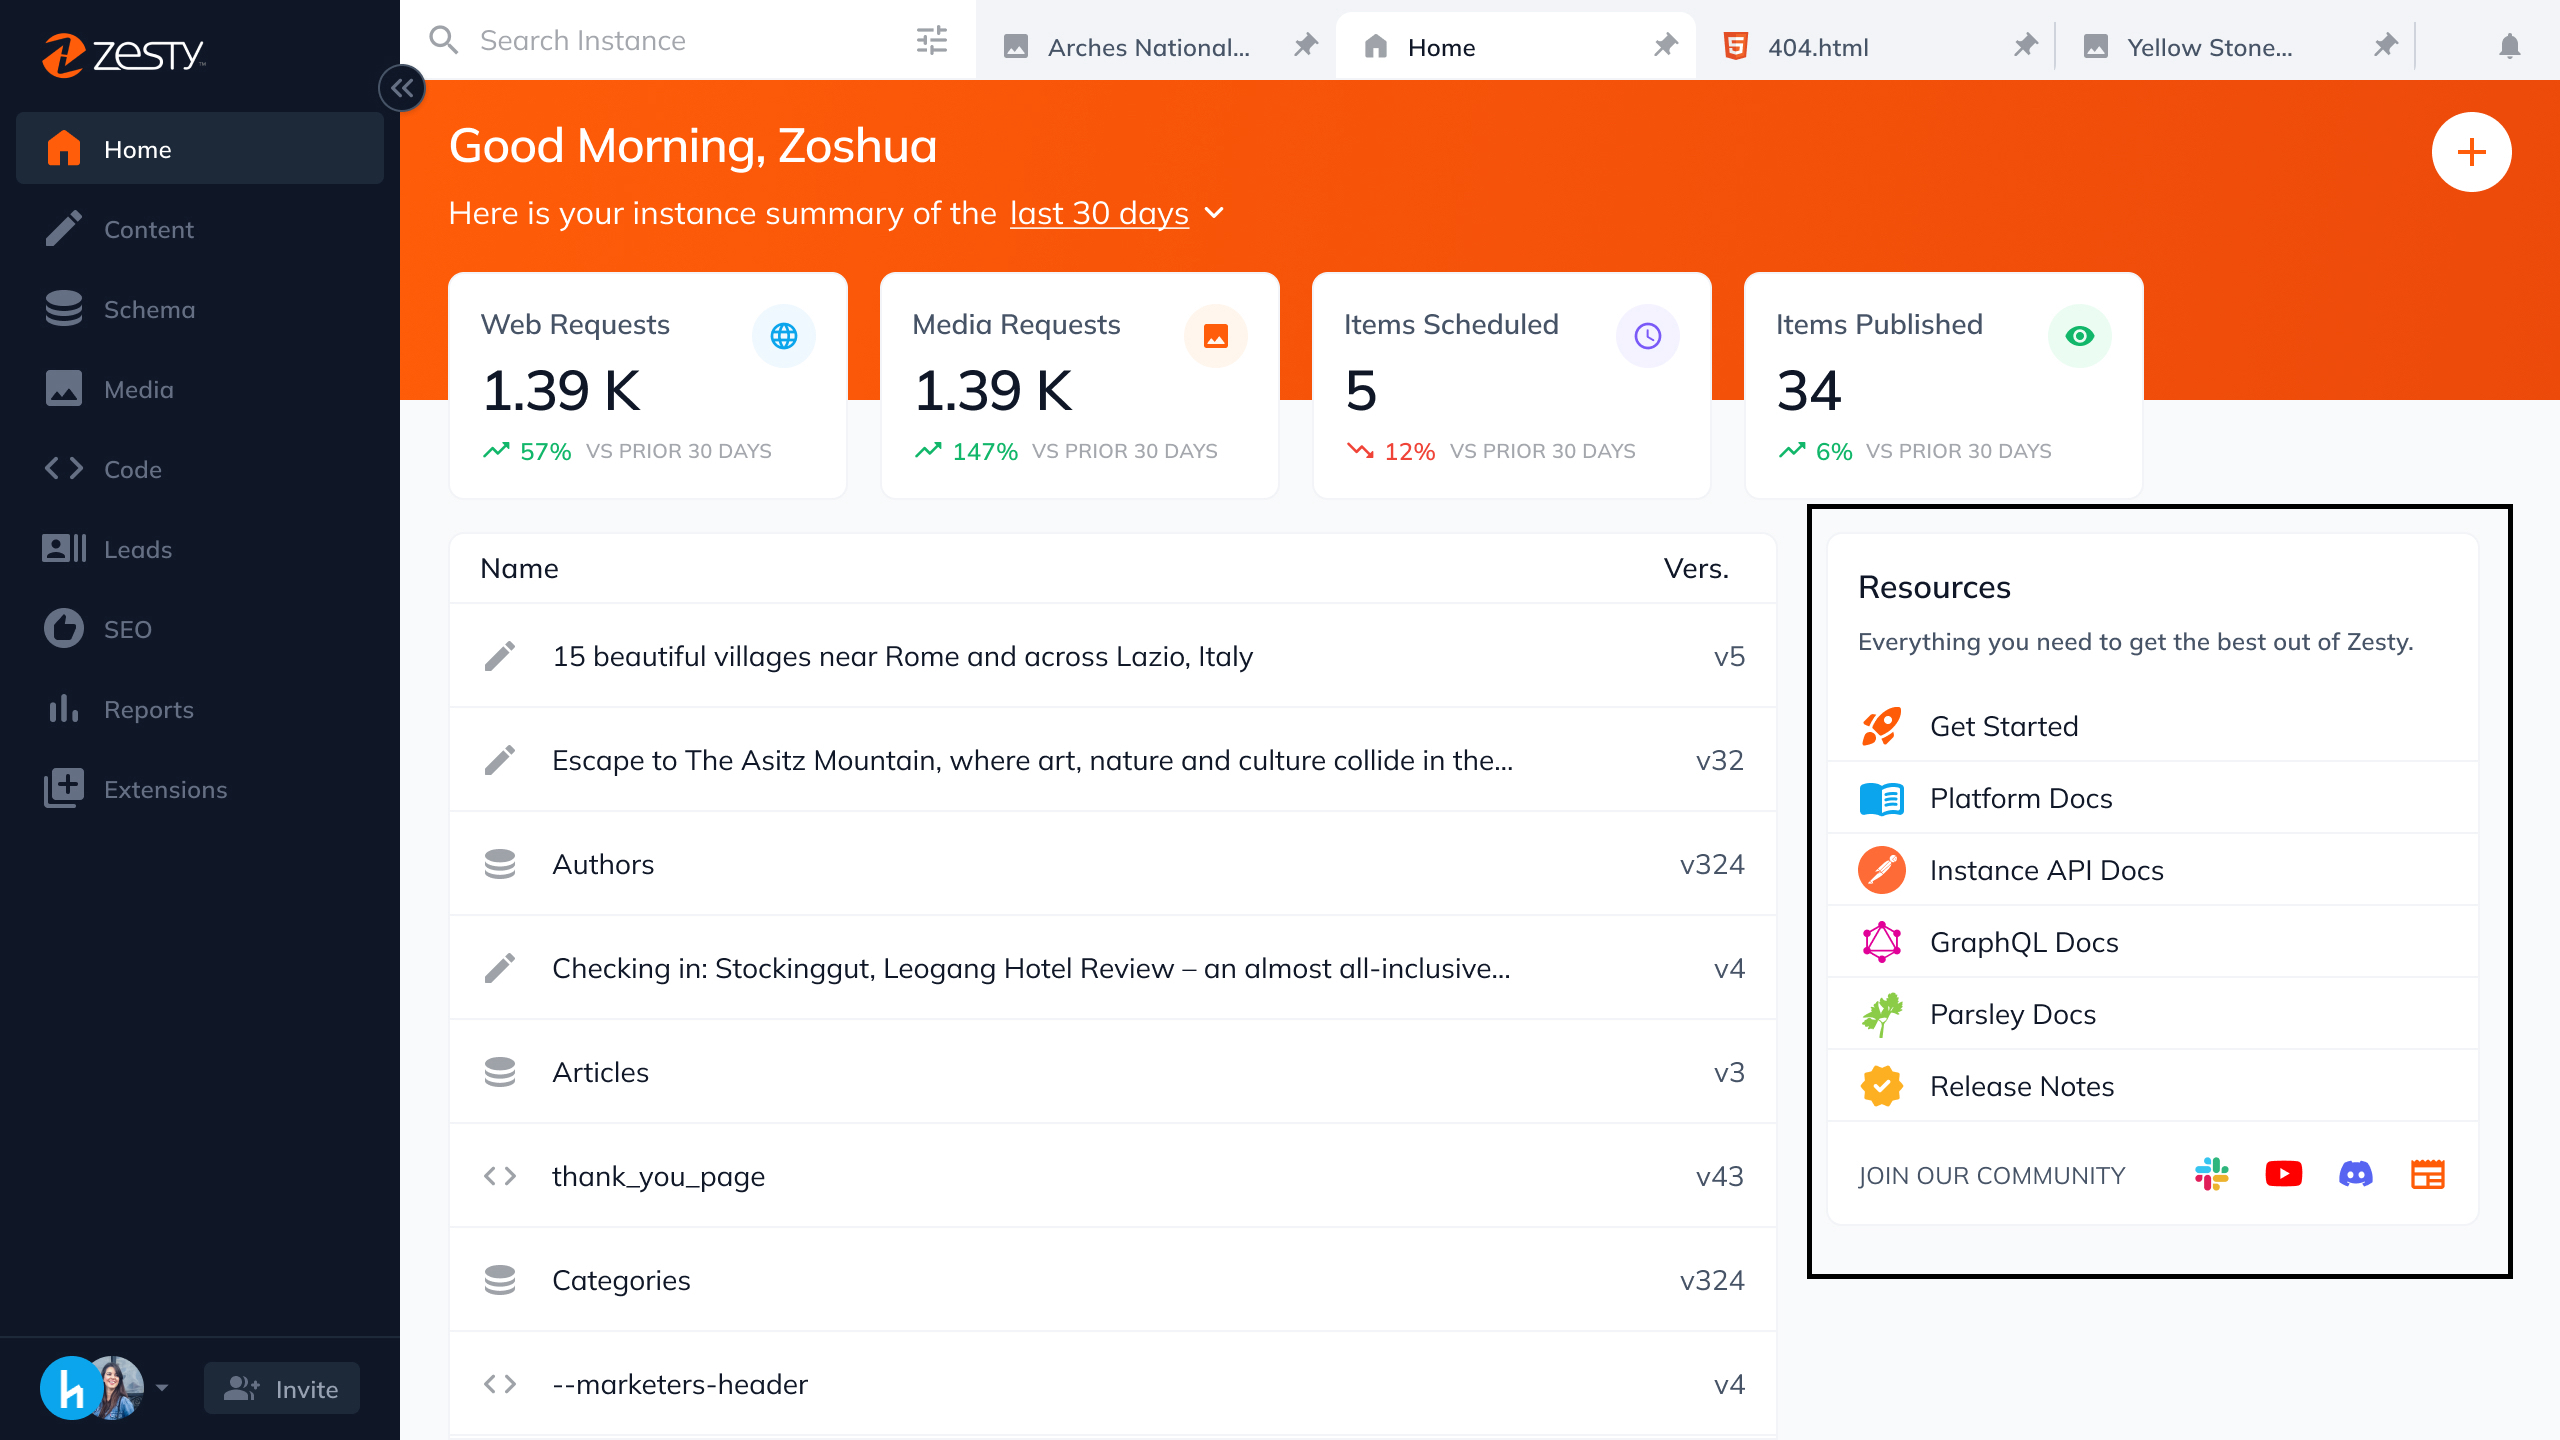 ZESTY
Home
Content
Schema
Media
Code
Leads
SEO
Reports
Extensions
Invite
Search Instance
Arches National...
Home
404.html
Yellow Stone...
Good Morning, Zoshua
Here is your instance summary of the last 30 days
Web Requests
1.39 K
57% VS PRIOR 30 DAYS
Media Requests
1.39 K
147% VS PRIOR 30 DAYS
Items Scheduled
5
12% VS PRIOR 30 DAYS
Items Published
34
6% VS PRIOR 30 DAYS
Name Vers.
15 beautiful villages near Rome and across Lazio, Italy v5
Escape to The Asitz Mountain, where art, nature and culture collide in the... v32
Authors v324
Checking in: Stockinggut, Leogang Hotel Review – an almost all-inclusive... v4
Articles v3
thank_you_page v43
Categories v324
--marketers-header v4
Resources
Everything you need to get the best out of Zesty.
Get Started
Platform Docs
Instance API Docs
GraphQL Docs
Parsley Docs
Release Notes
JOIN OUR COMMUNITY